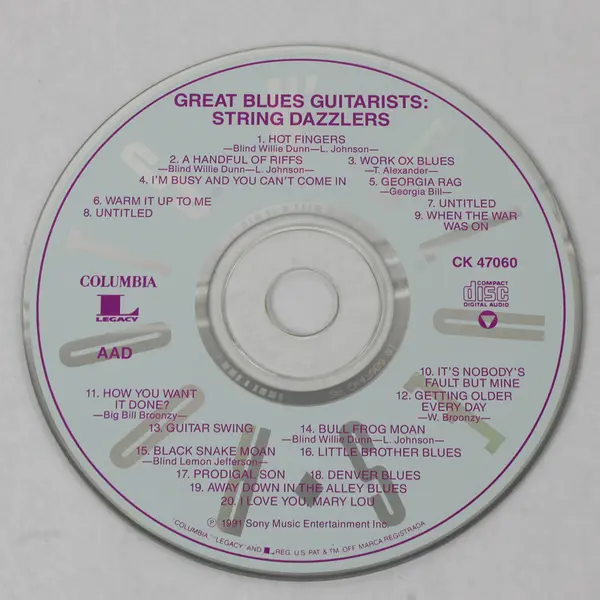 GREAT BLUES GUITARISTS:
STRING DAZZLERS
1. HOT FINGERS
—Blind Willie Dunn—L. Johnson—
2. A HANDFUL OF RIFFS
—Blind Willie Dunn—L. Johnson—
3. WORK OX BLUES
—T. Alexander—
4. I'M BUSY AND YOU CAN'T COME IN
5. GEORGIA RAG
—Georgia Bill—
6. WARM IT UP TO ME
7. UNTITLED
8. UNTITLED
9. WHEN THE WAR
WAS ON
COLUMBIA
L
LEGACY
AAD
CK 47060
COMPACT
disc
DIGITAL AUDIO
10. IT'S NOBODY'S
FAULT BUT MINE
11. HOW YOU WANT
IT DONE?
—Big Bill Broonzy—
12. GETTING OLDER
EVERY DAY
—W. Broonzy—
13. GUITAR SWING
14. BULL FROG MOAN
—Blind Willie Dunn—L. Johnson—
15. BLACK SNAKE MOAN
—Blind Lemon Jefferson—
16. LITTLE BROTHER BLUES
17. PRODIGAL SON
18. DENVER BLUES
19. AWAY DOWN IN THE ALLEY BLUES
20. I LOVE YOU, MARY LOU
Ⓟ 1991 Sony Music Entertainment Inc.
"COLUMBIA," "LEGACY" AND L REG. U.S. PAT. & TM. OFF. MARCA REGISTRADA